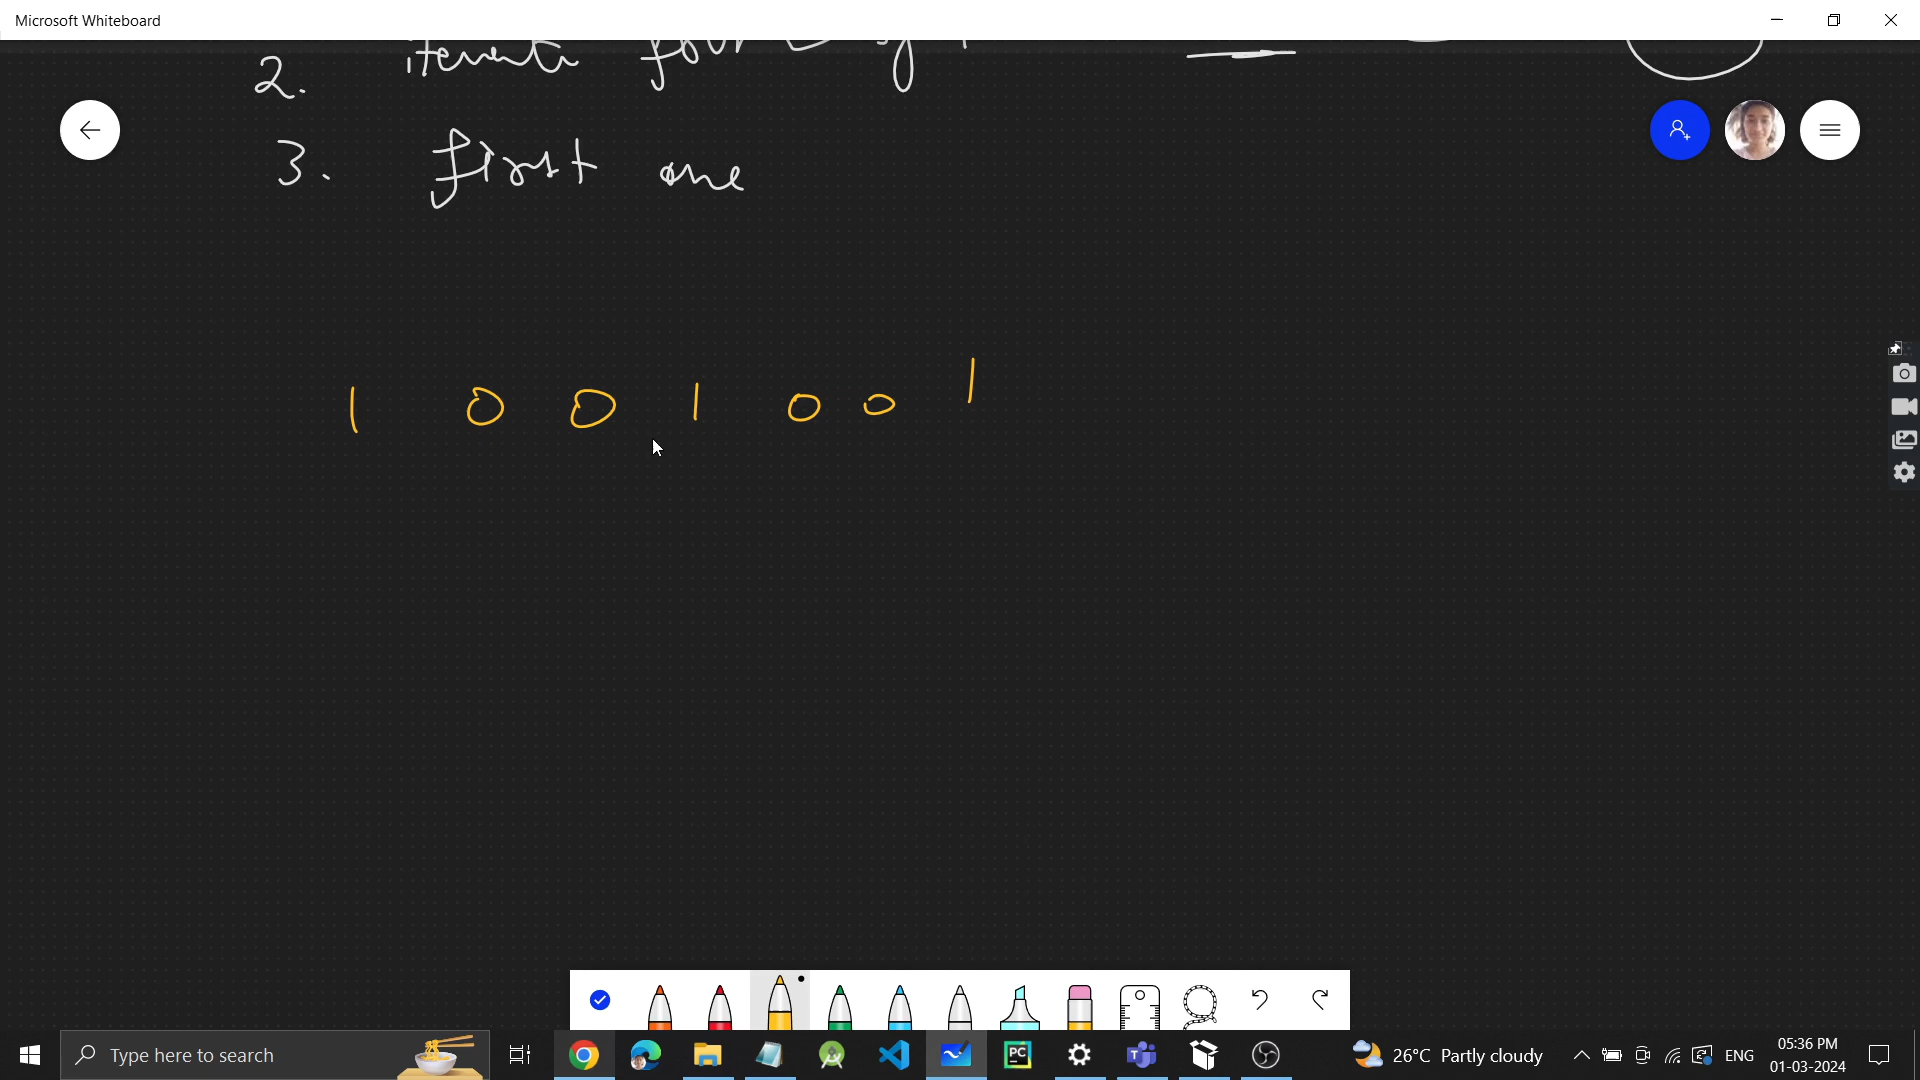 Microsoft Whiteboard
2.
3. first one
1 0 0 1 0 0 1
PC
Type here to search
26°C Partly cloudy
ENG
05:36 PM
01-03-2024